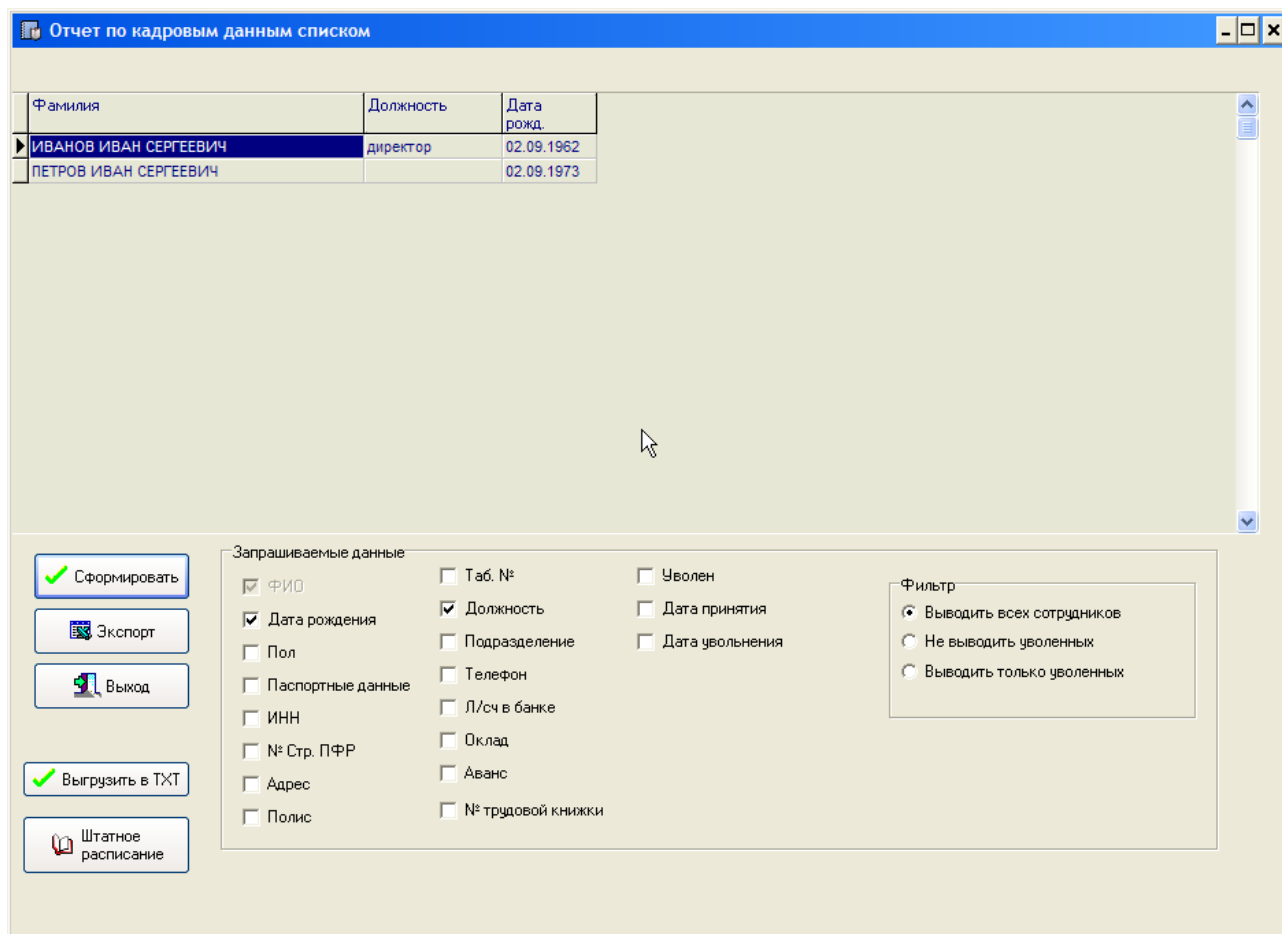 Отчет по кадровым данным списком
Фамилия Должность Дата рожд.
ИВАНОВ ИВАН СЕРГЕЕВИЧ директор 02.09.1962
ПЕТРОВ ИВАН СЕРГЕЕВИЧ 02.09.1973
Сформировать
Экспорт
Выход
Выгрузить в TXT
Штатное
расписание
Запрашиваемые данные
ФИО
Дата рождения
Пол
Паспортные данные
ИНН
№ Стр. ПФР
Адрес
Полис
Таб. №
Должность
Подразделение
Телефон
Л/сч в банке
Оклад
Аванс
№ трудовой книжки
Уволен
Дата принятия
Дата увольнения
Фильтр
Выводить всех сотрудников
Не выводить уволенных
Выводить только уволенных